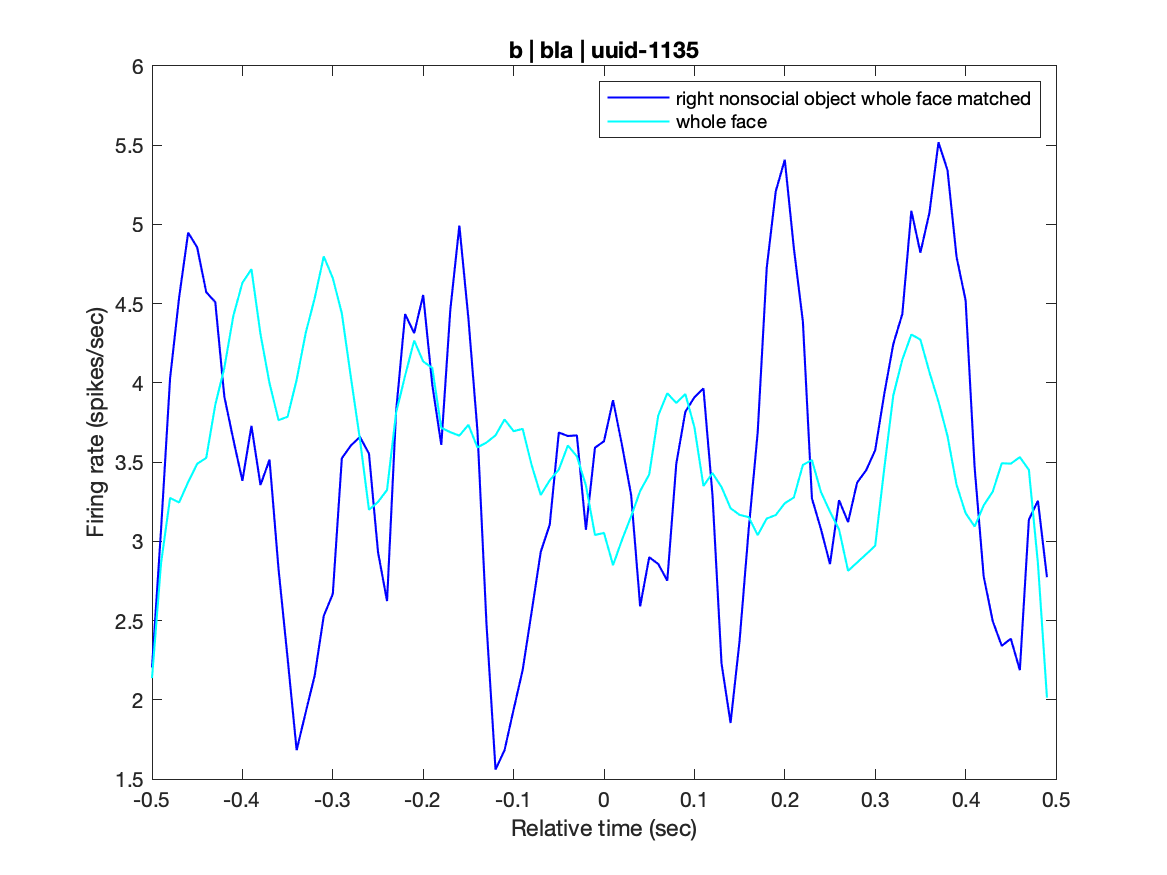 b | bla | uuid-1135
right nonsocial object whole face matched
whole face
6
5.5
5
4.5
4
3.5
3
2.5
2
1.5
Firing rate (spikes/sec)
-0.5 -0.4 -0.3 -0.2 -0.1 0 0.1 0.2 0.3 0.4 0.5
Relative time (sec)